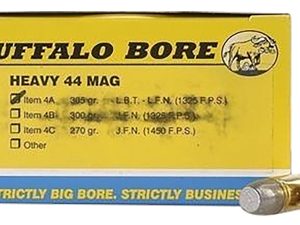 UFFALO BORE
HEAVY 44 MAG
Item 4A 305 gr. L.B.T. - L.F.N. (1325 F.P.S.)
Item 4B 300 gr. J.F.N. (1325 F.P.S.)
Item 4C 270 gr. J.F.N. (1450 F.P.S.)
Other
TRICTLY BIG BORE. STRICTLY BUSINES